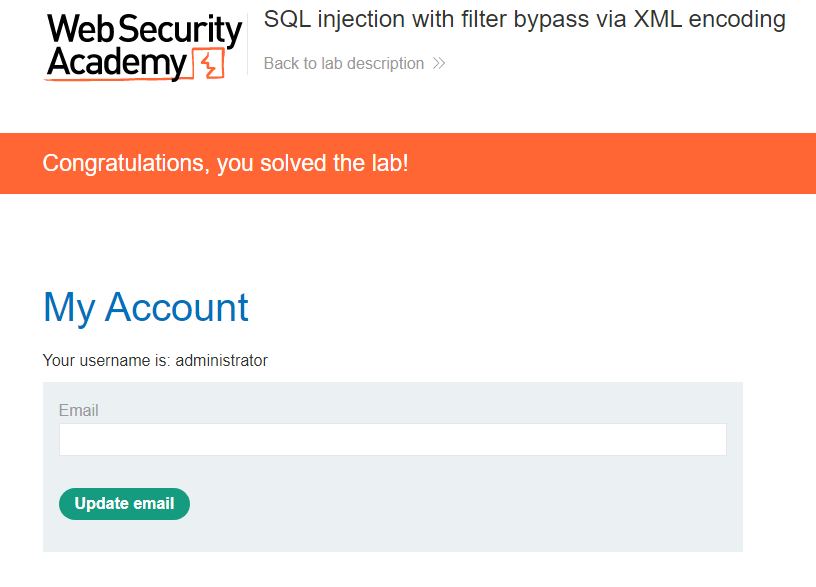 Web Security
Academy
SQL injection with filter bypass via XML encoding
Back to lab description
Congratulations, you solved the lab!
My Account
Your username is: administrator
Email
Update email